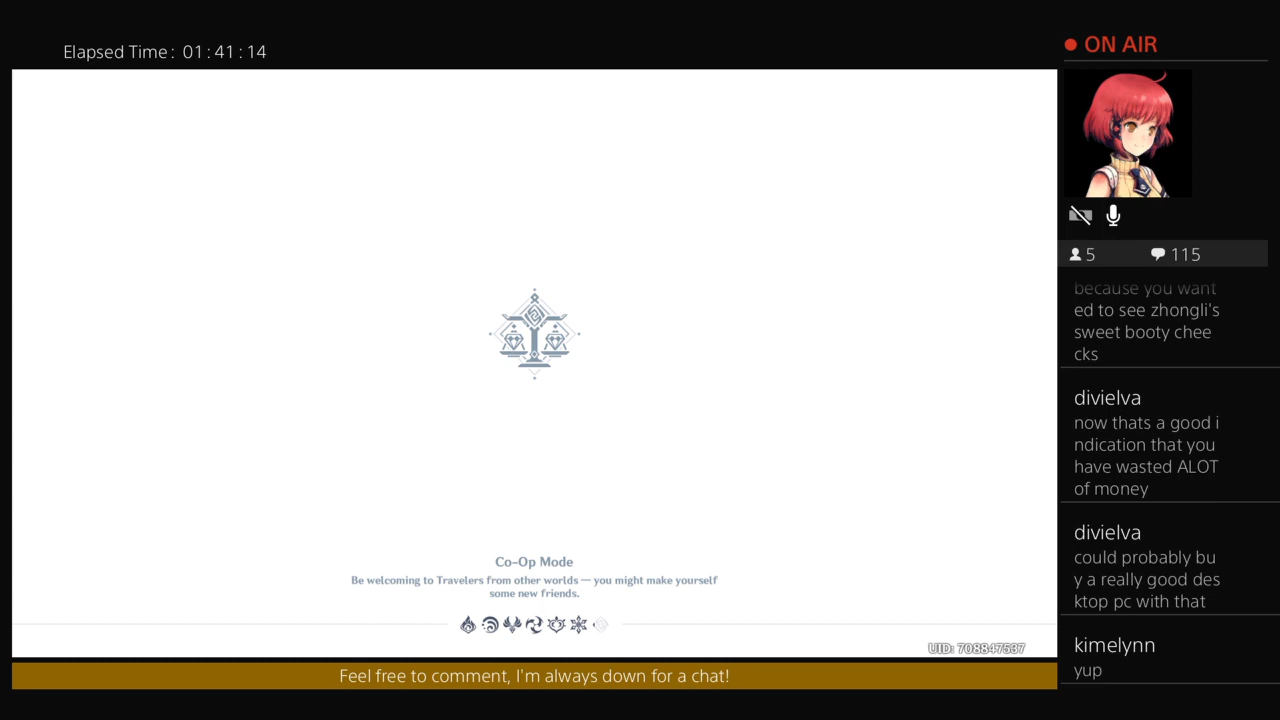 Elapsed Time: 01:41:14
ON AIR
5 115
because you want
ed to see zhongli's
sweet booty chee
cks
divielva
now thats a good i
ndication that you
have wasted ALOT
of money
divielva
could probably bu
y a really good des
ktop pc with that
kimelynn
yup
Co-Op Mode
Be welcoming to Travelers from other worlds — you might make yourself
some new friends.
UID: 708847537
Feel free to comment, I'm always down for a chat!